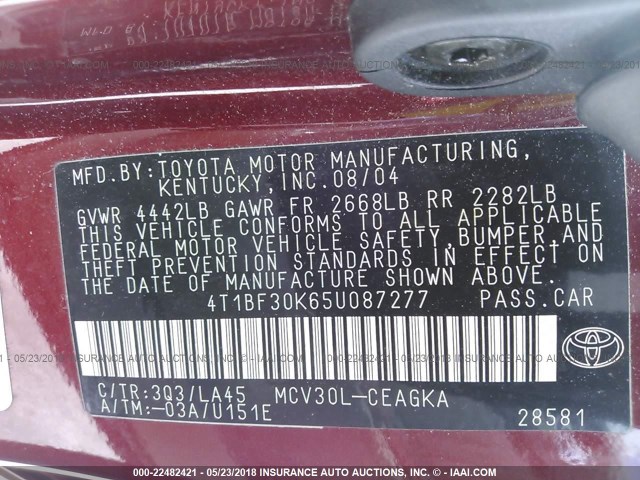 MFD.BY:TOYOTA MOTOR MANUFACTURING,
KENTUCKY,INC.08/04
GVWR 4442LB GAWR FR 2668LB RR 2282LB
THIS VEHICLE CONFORMS TO ALL APPLICABLE
FEDERAL MOTOR VEHICLE SAFETY,BUMPER,AND
THEFT PREVENTION STANDARDS IN EFFECT ON
THE DATE OF MANUFACTURE SHOWN ABOVE.
4T1BF30K65U087277 PASS.CAR
C/TR:3Q3/LA45 MCV30L-CEAGKA
A/TM:-03A/U151E
28581
000-22482421 - 05/23/2018 INSURANCE AUTO AUCTIONS INC. - IAAI.COM